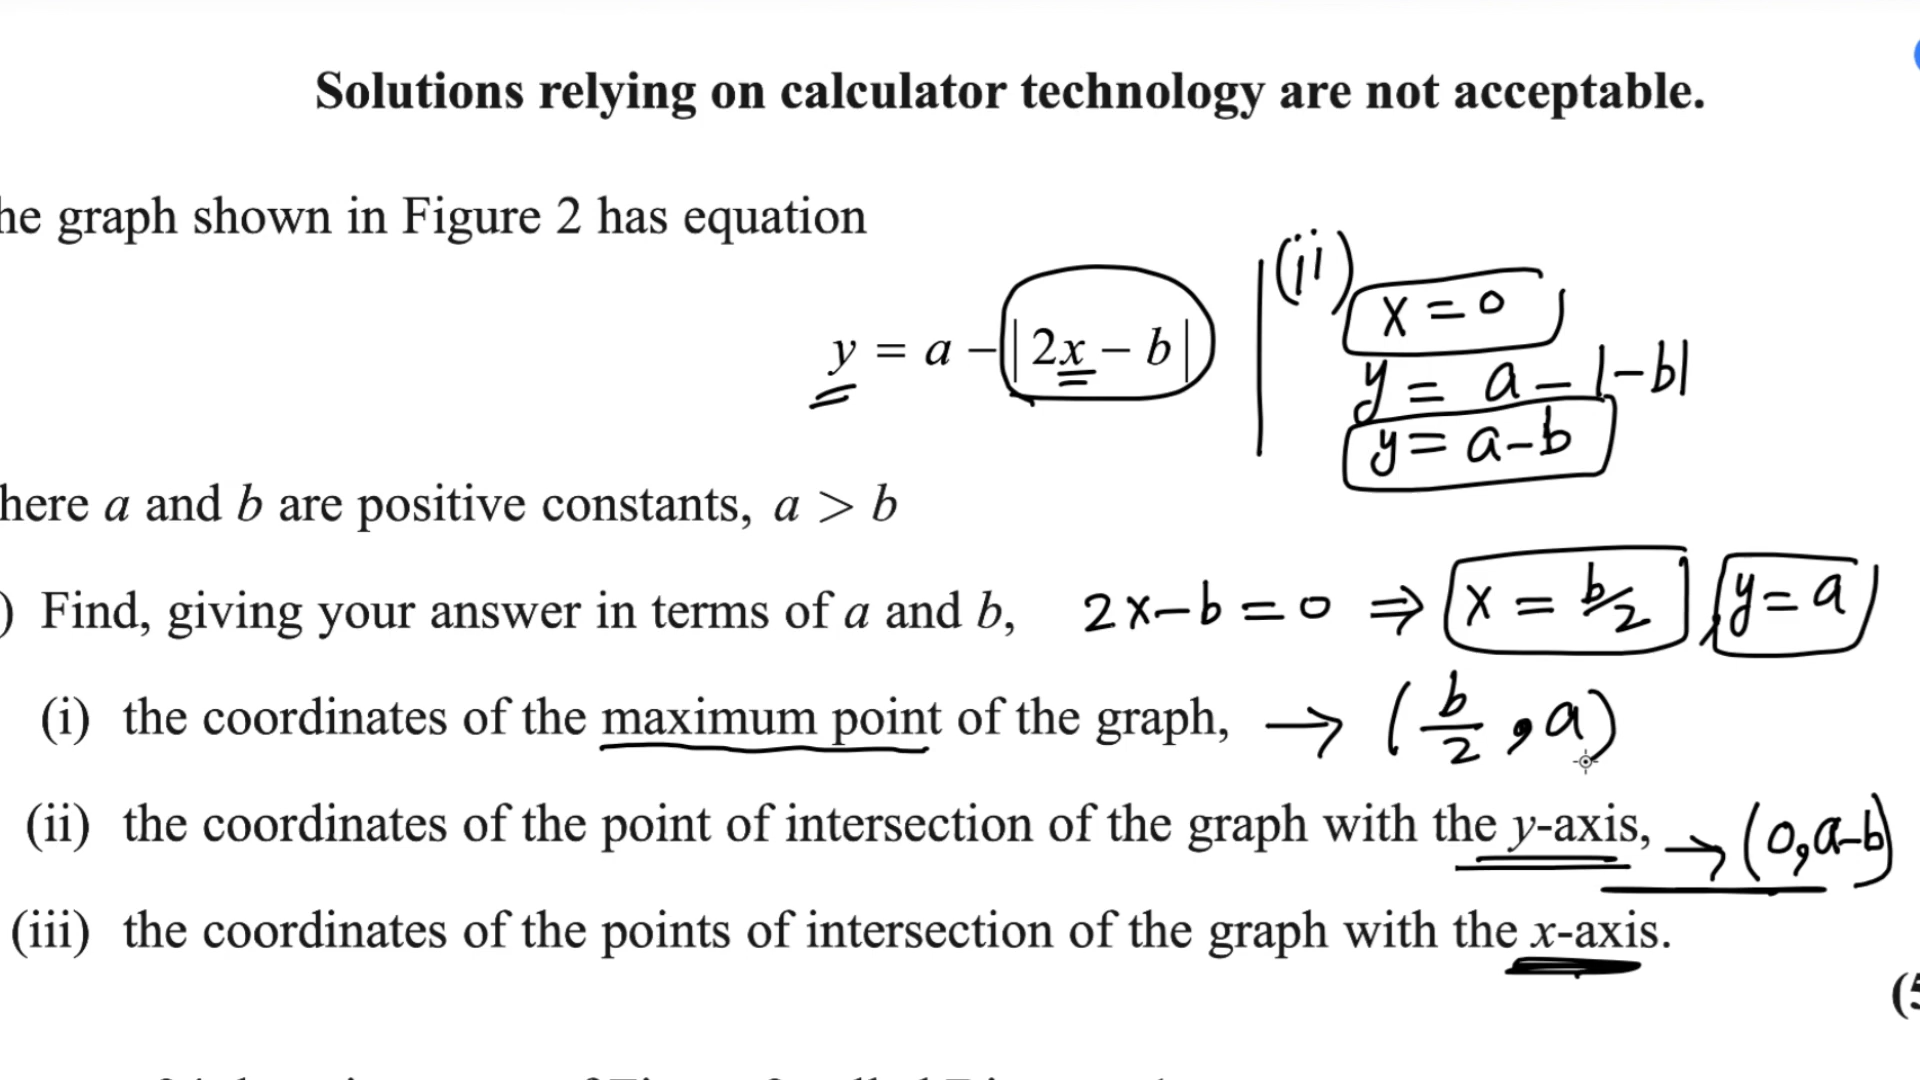 Solutions relying on calculator technology are not acceptable.
he graph shown in Figure 2 has equation
(ii)
x = 0
y = a − |2x − b|
y = a − |−b|
y = a − b
here a and b are positive constants, a > b
) Find, giving your answer in terms of a and b, 2x − b = 0 ⇒ x = b/2 , y = a
(i) the coordinates of the maximum point of the graph, → (b/2 , a)
(ii) the coordinates of the point of intersection of the graph with the y-axis, → (0, a−b)
(iii) the coordinates of the points of intersection of the graph with the x-axis.
(5